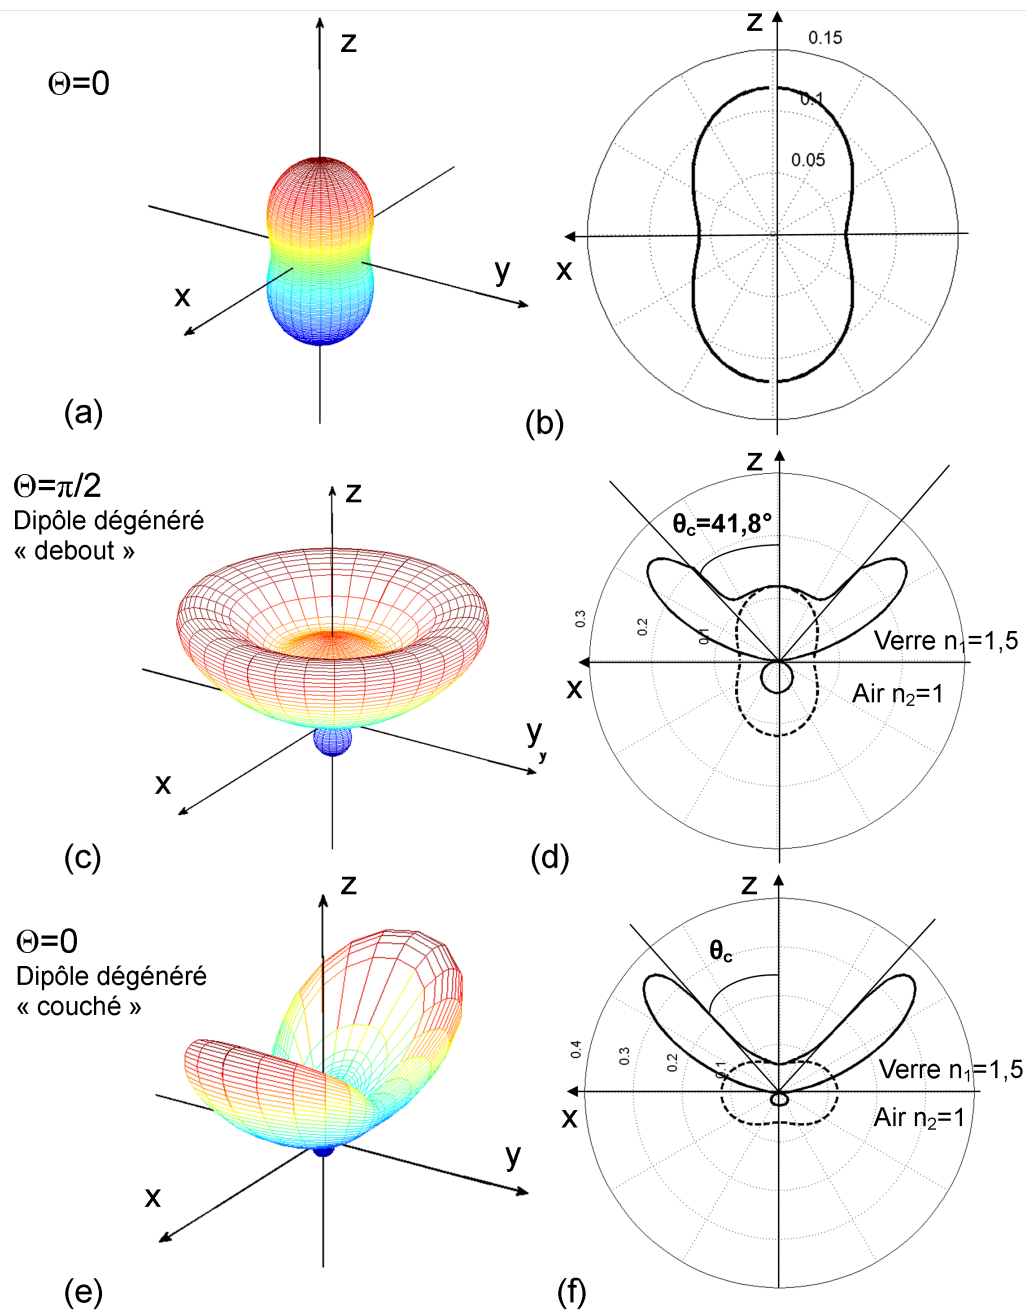 z
Θ=0
y
x
(a)
z
0.15
0.1
0.05
x
(b)
Θ=π/2
Dipôle dégénéré
« debout »
z
y
y
x
(c)
z
θc=41,8°
0.3
0.2
0.1
Verre n1=1,5
x
Air n2=1
(d)
Θ=0
Dipôle dégénéré
« couché »
z
y
x
(e)
z
θc
0.4
0.3
0.2
0.1
Verre n1=1,5
x
Air n2=1
(f)